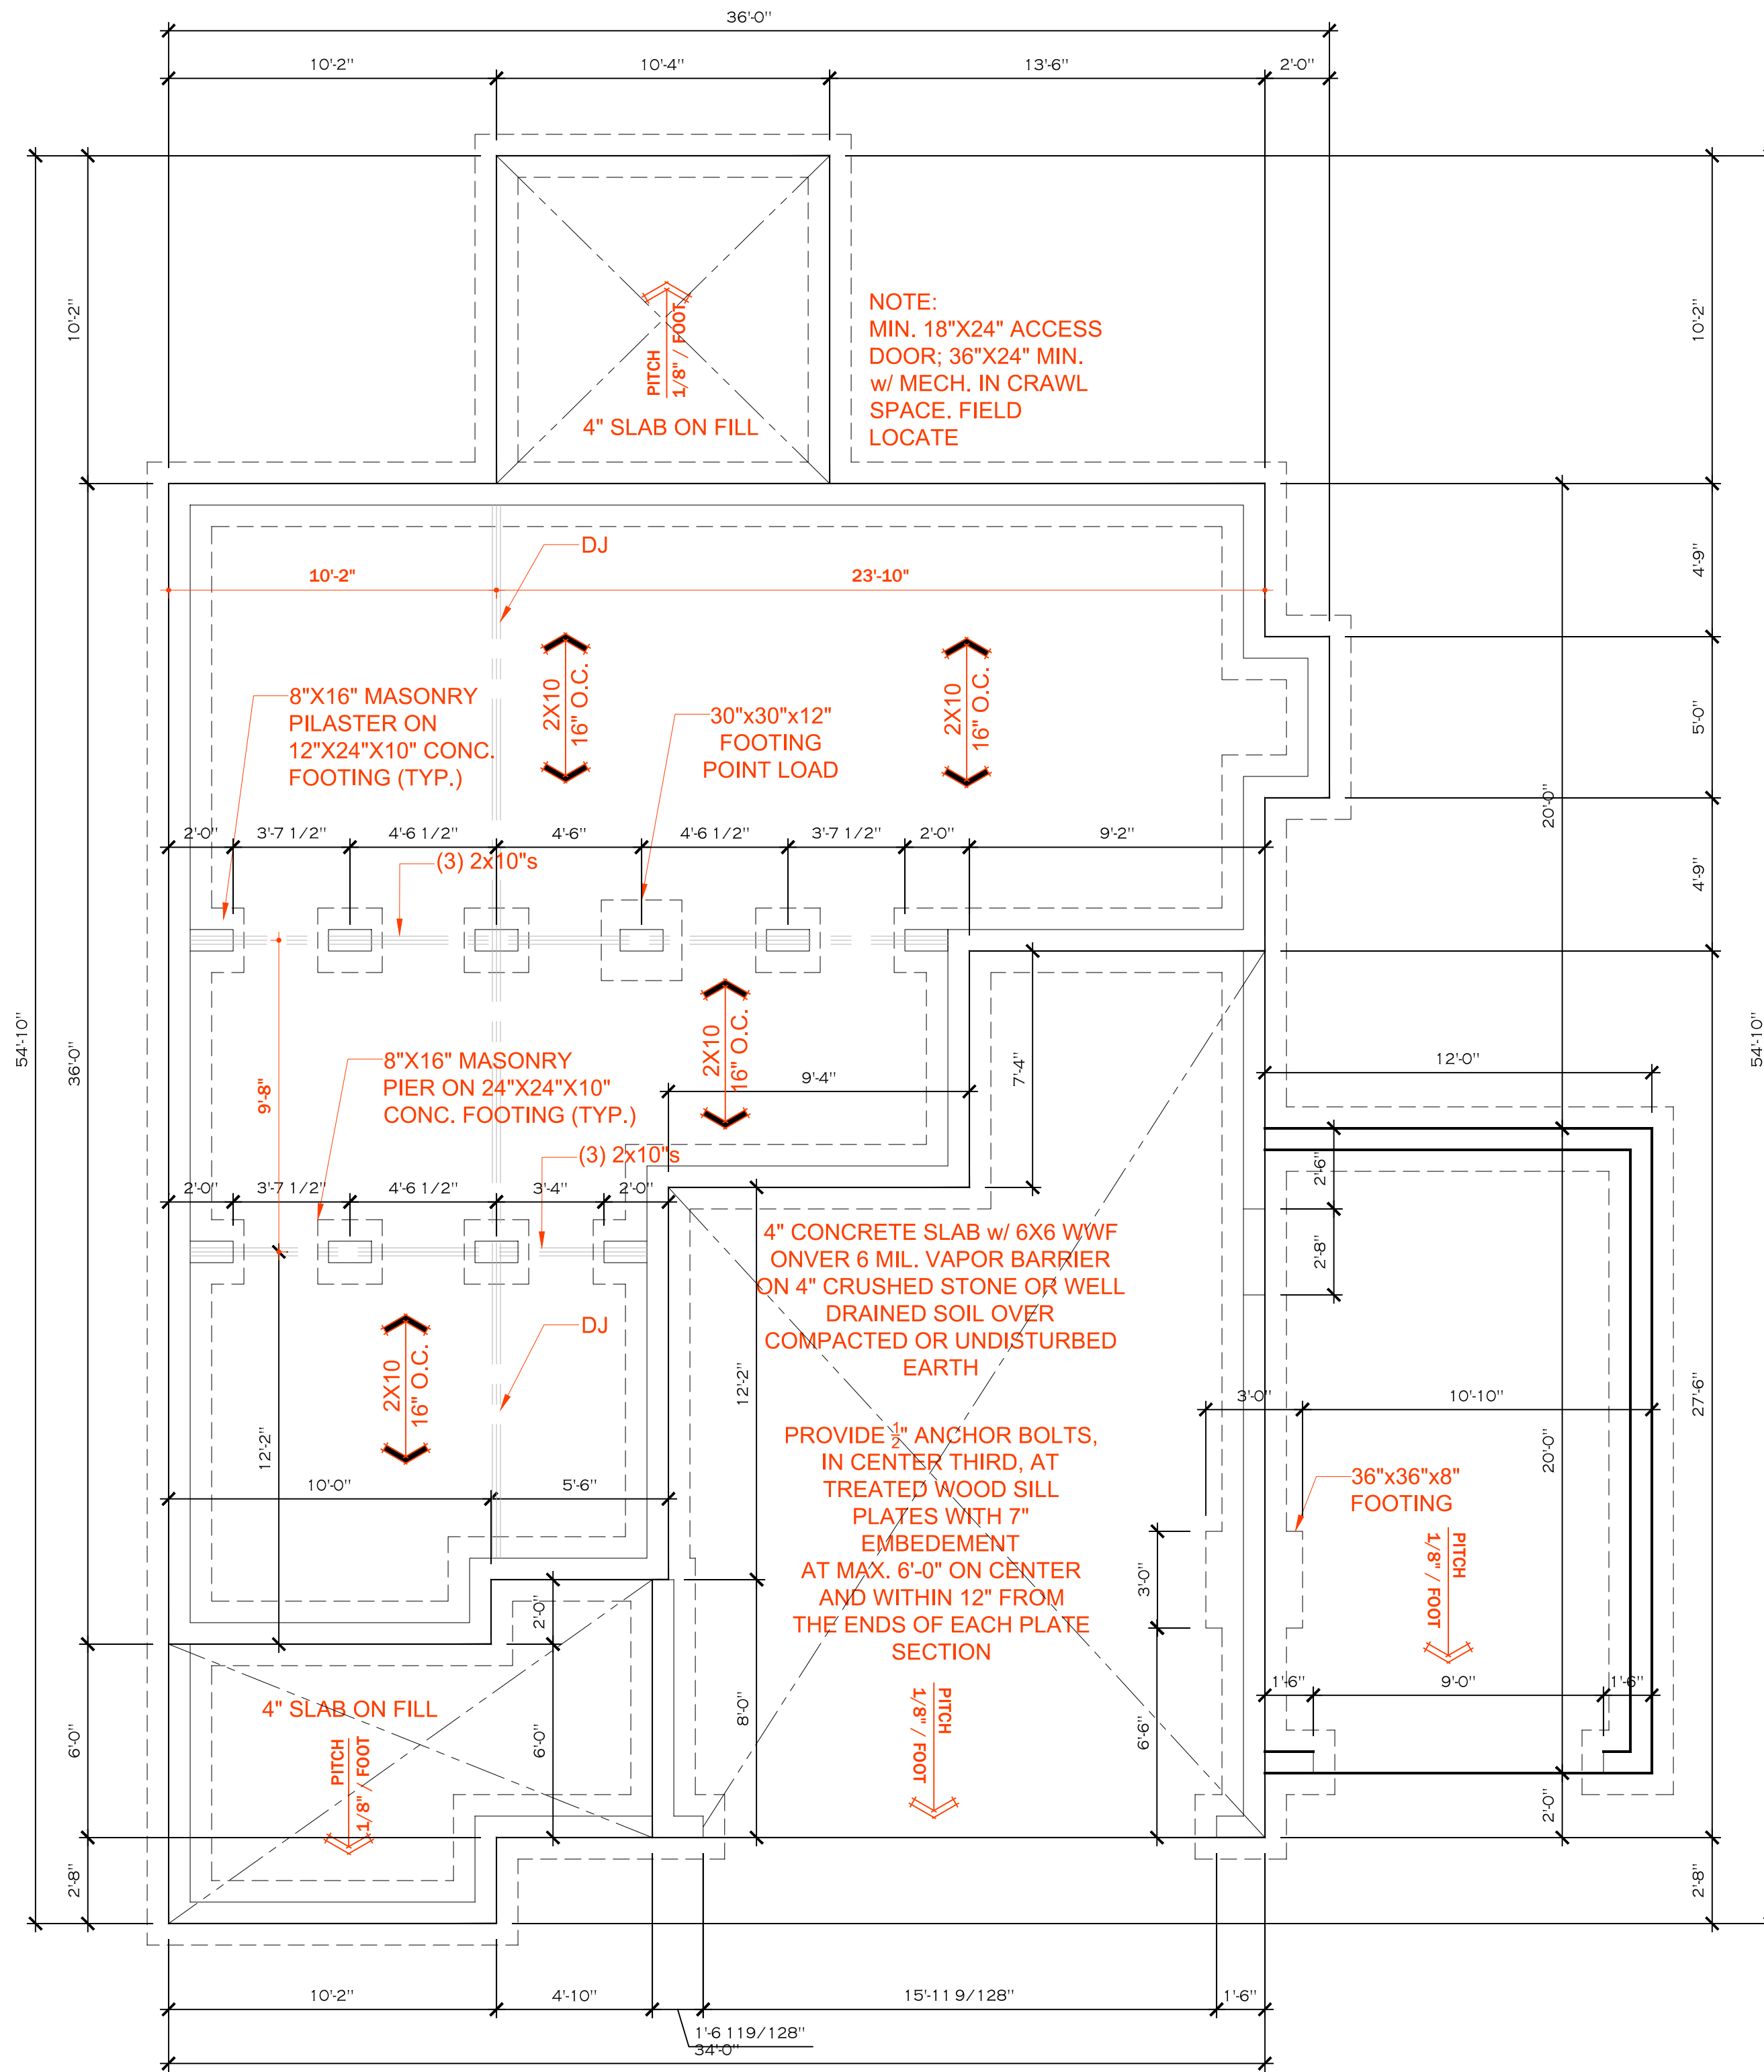 36'-0"
10'-2"
10'-4"
13'-6"
2'-0"
10'-2"
10'-2"
PITCH
1/8" / FOOT
4" SLAB ON FILL
NOTE:
MIN. 18"X24" ACCESS
DOOR; 36"X24" MIN.
w/ MECH. IN CRAWL
SPACE. FIELD
LOCATE
DJ
4'-9"
10'-2"
23'-10"
2X10
16" O.C.
2X10
16" O.C.
8"X16" MASONRY
PILASTER ON
12"X24"X10" CONC.
FOOTING (TYP.)
30"x30"x12"
FOOTING
POINT LOAD
5'-0"
20'-0"
2'-0"
3'-7 1/2"
4'-6 1/2"
4'-6"
4'-6 1/2"
3'-7 1/2"
2'-0"
9'-2"
(3) 2x10"s
4'-9"
54'-10"
36'-0"
54'-10"
9'-8"
8"X16" MASONRY
PIER ON 24"X24"X10"
CONC. FOOTING (TYP.)
2X10
16" O.C.
9'-4"
7'-4"
12'-0"
(3) 2x10"s
2'-6"
2'-0"
3'-7 1/2"
4'-6 1/2"
3'-4"
2'-0"
2'-8"
4" CONCRETE SLAB w/ 6X6 WWF
ONVER 6 MIL. VAPOR BARRIER
ON 4" CRUSHED STONE OR WELL
DRAINED SOIL OVER
COMPACTED OR UNDISTURBED
EARTH
DJ
2X10
16" O.C.
12'-2"
12'-2"
3'-0"
10'-10"
27'-6"
20'-0"
PROVIDE 1/2" ANCHOR BOLTS,
IN CENTER THIRD, AT
TREATED WOOD SILL
PLATES WITH 7"
EMBEDEMENT
AT MAX. 6'-0" ON CENTER
AND WITHIN 12" FROM
THE ENDS OF EACH PLATE
SECTION
10'-0"
5'-6"
36"x36"x8"
FOOTING
PITCH
1/8" / FOOT
3'-0"
2'-0"
1'-6"
9'-0"
1'-6"
4" SLAB ON FILL
PITCH
1/8" / FOOT
6'-0"
6'-0"
8'-0"
PITCH
1/8" / FOOT
6'-6"
2'-0"
2'-8"
2'-8"
10'-2"
4'-10"
15'-11 9/128"
1'-6"
1'-6 119/128"
34'-0"